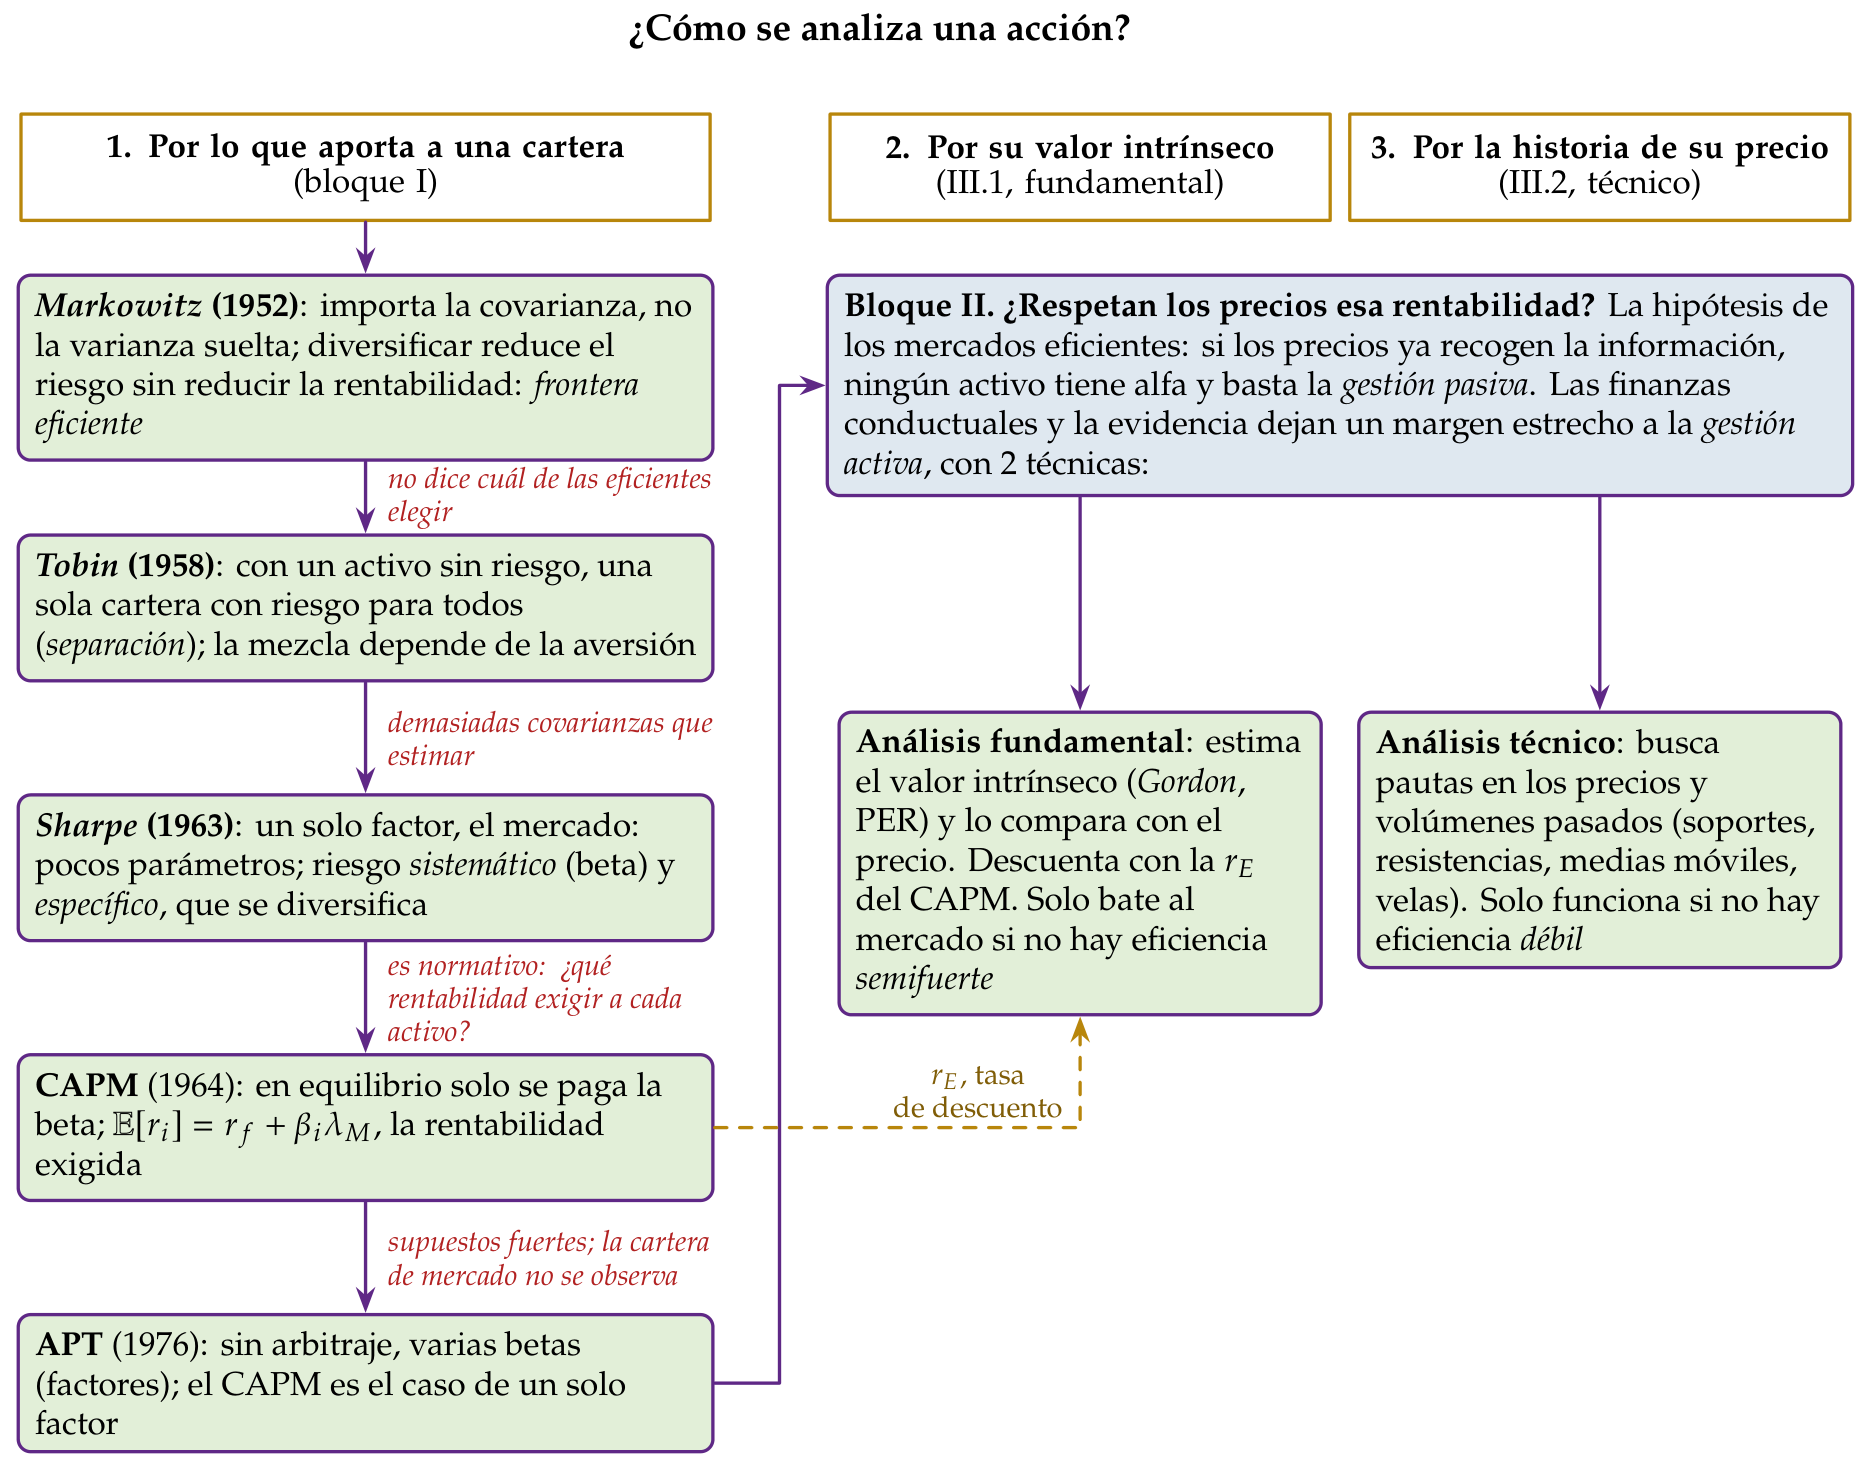 ¿Cómo se analiza una acción?
1. Por lo que aporta a una cartera
(bloque I)
2. Por su valor intrínseco
(III.1, fundamental)
3. Por la historia de su precio
(III.2, técnico)
Markowitz (1952): importa la covarianza, no
la varianza suelta; diversificar reduce el
riesgo sin reducir la rentabilidad: frontera
eficiente
no dice cuál de las eficientes
elegir
Tobin (1958): con un activo sin riesgo, una
sola cartera con riesgo para todos
(separación); la mezcla depende de la aversión
demasiadas covarianzas que
estimar
Sharpe (1963): un solo factor, el mercado:
pocos parámetros; riesgo sistemático (beta) y
específico, que se diversifica
es normativo: ¿qué
rentabilidad exigir a cada
activo?
CAPM (1964): en equilibrio solo se paga la
beta; 𝔼[r_i] = r_f + β_i λ_M, la rentabilidad
exigida
supuestos fuertes; la cartera
de mercado no se observa
APT (1976): sin arbitraje, varias betas
(factores); el CAPM es el caso de un solo
factor
Bloque II. ¿Respetan los precios esa rentabilidad? La hipótesis de
los mercados eficientes: si los precios ya recogen la información,
ningún activo tiene alfa y basta la gestión pasiva. Las finanzas
conductuales y la evidencia dejan un margen estrecho a la gestión
activa, con 2 técnicas:
Análisis fundamental: estima
el valor intrínseco (Gordon,
PER) y lo compara con el
precio. Descuenta con la r_E
del CAPM. Solo bate al
mercado si no hay eficiencia
semifuerte
r_E, tasa
de descuento
Análisis técnico: busca
pautas en los precios y
volúmenes pasados (soportes,
resistencias, medias móviles,
velas). Solo funciona si no hay
eficiencia débil